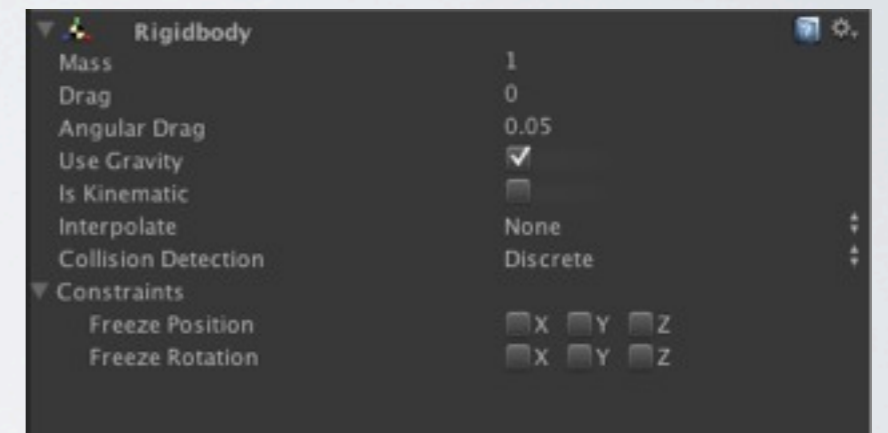 Rigidbody
Mass 1
Drag 0
Angular Drag 0.05
Use Gravity
Is Kinematic
Interpolate None
Collision Detection Discrete
Constraints
Freeze Position X Y Z
Freeze Rotation X Y Z